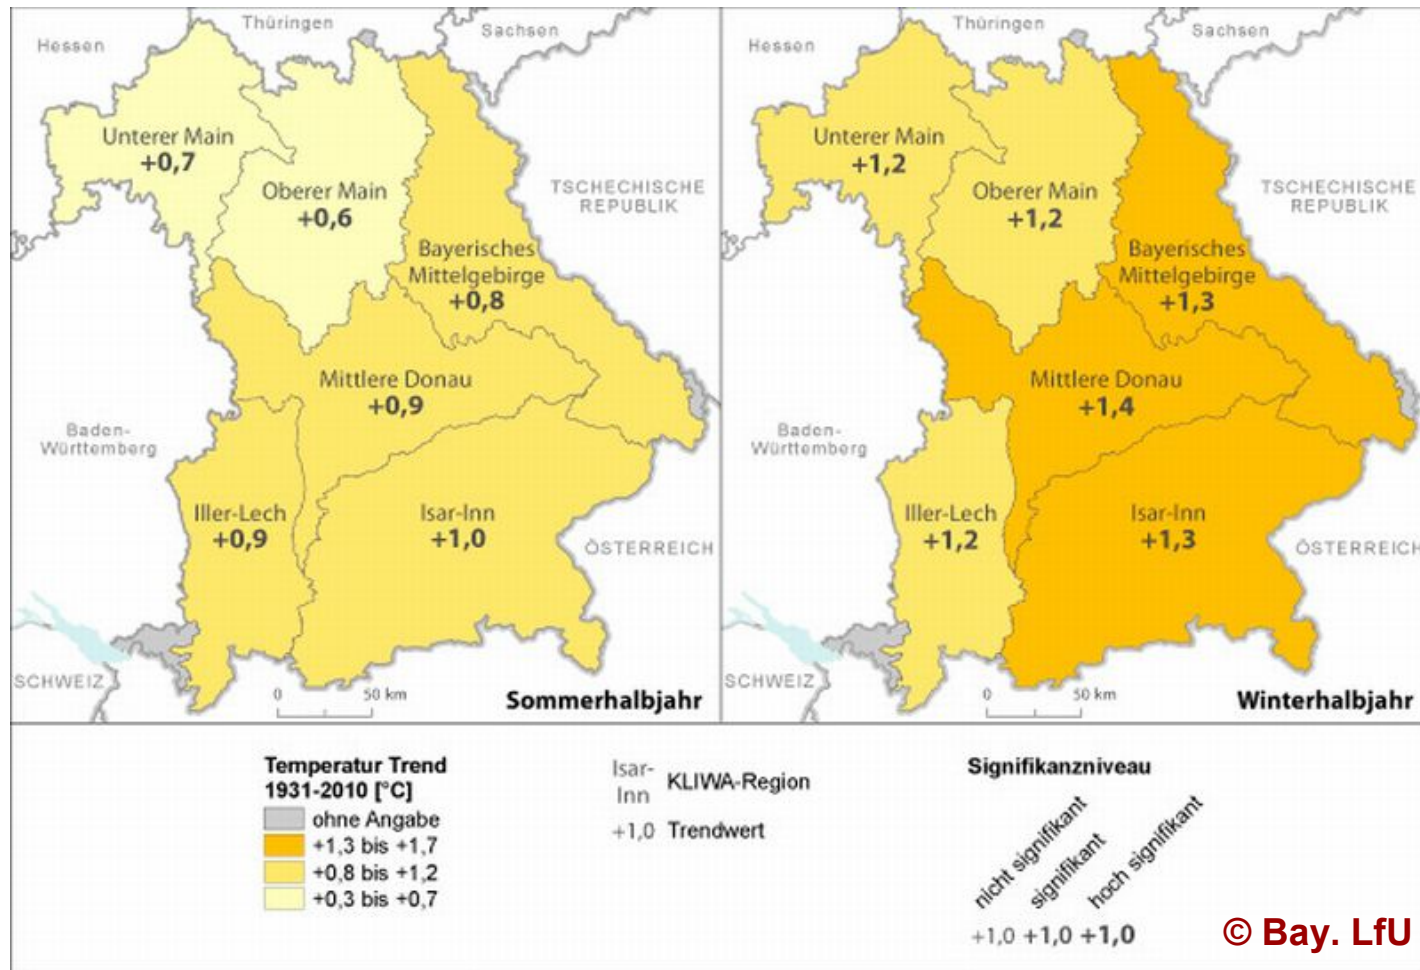 Hessen
Thüringen
Sachsen
Unterer Main
+0,7
Oberer Main
+0,6
TSCHECHISCHE
REPUBLIK
Bayerisches
Mittelgebirge
+0,8
Mittlere Donau
+0,9
Baden-
Württemberg
Iller-Lech
+0,9
Isar-Inn
+1,0
ÖSTERREICH
SCHWEIZ
0 50 km
Sommerhalbjahr
Hessen
Thüringen
Sachsen
Unterer Main
+1,2
Oberer Main
+1,2
TSCHECHISCHE
REPUBLIK
Bayerisches
Mittelgebirge
+1,3
Mittlere Donau
+1,4
Baden-
Württemberg
Iller-Lech
+1,2
Isar-Inn
+1,3
ÖSTERREICH
SCHWEIZ
0 50 km
Winterhalbjahr
Temperatur Trend
1931-2010 [°C]
ohne Angabe
+1,3 bis +1,7
+0,8 bis +1,2
+0,3 bis +0,7
Isar-
Inn
KLIWA-Region
+1,0 Trendwert
Signifikanzniveau
nicht signifikant
signifikant
hoch signifikant
+1,0 +1,0 +1,0
© Bay. LfU